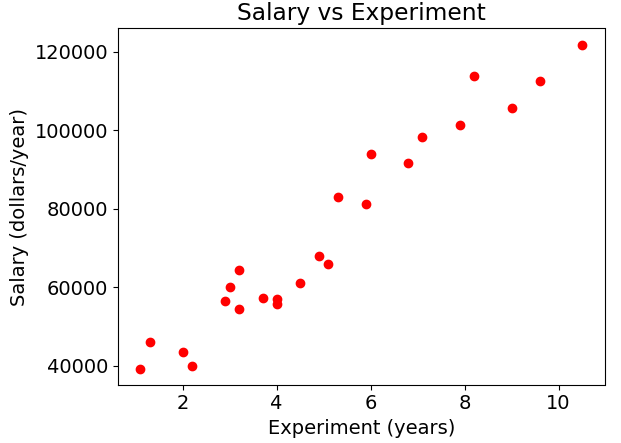 Salary vs Experiment
120000
100000
80000
60000
40000
Salary (dollars/year)
2 4 6 8 10
Experiment (years)